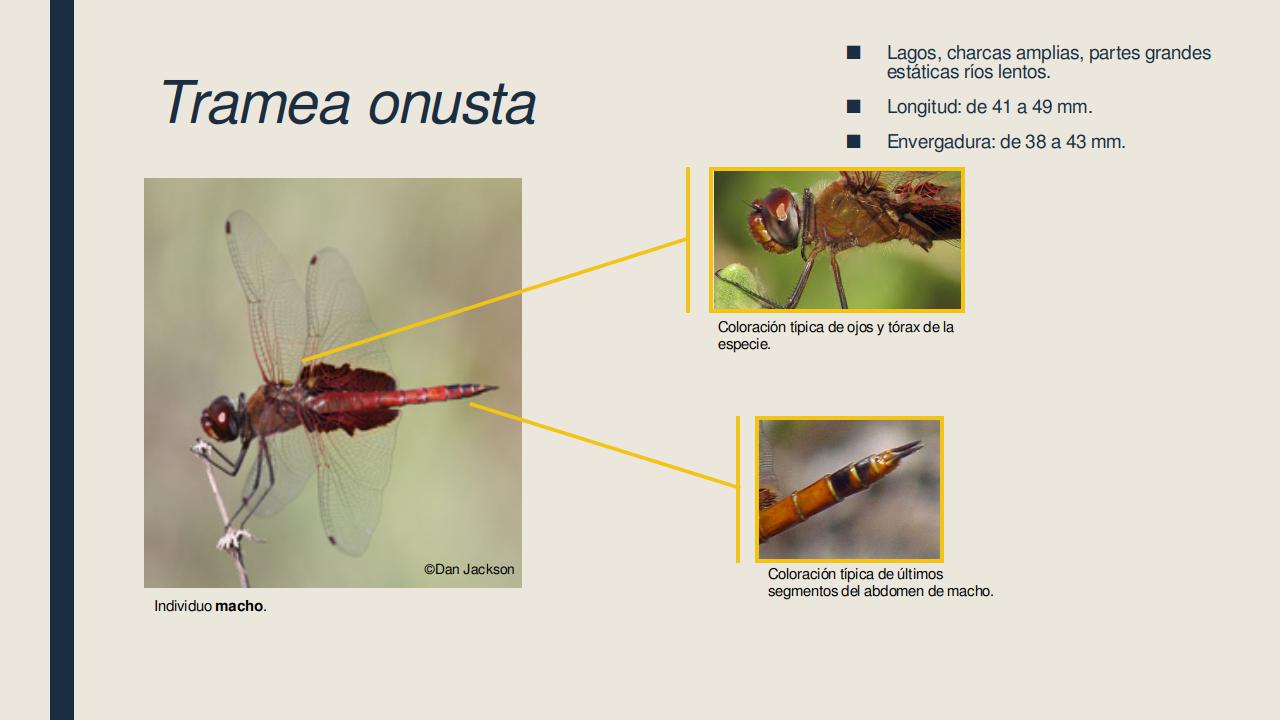 Tramea onusta
■ Lagos, charcas amplias, partes grandes
estáticas ríos lentos.
■ Longitud: de 41 a 49 mm.
■ Envergadura: de 38 a 43 mm.
Coloración típica de ojos y tórax de la
especie.
©Dan Jackson
Individuo macho.
Coloración típica de últimos
segmentos del abdomen de macho.